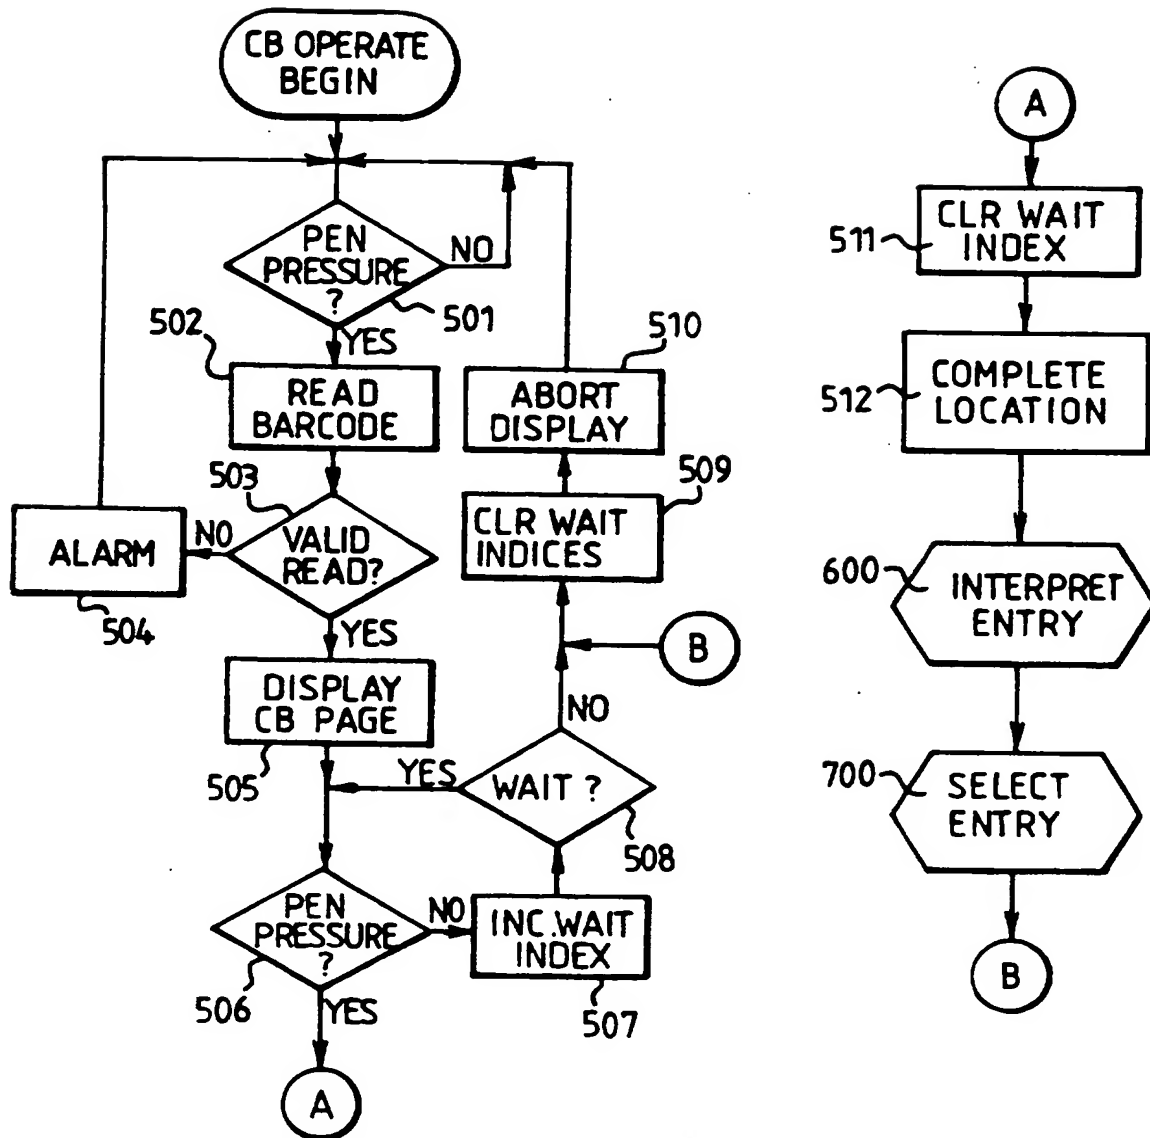 CB OPERATE
BEGIN
PEN
PRESSURE
?
NO
501
YES
502
READ
BARCODE
503
VALID
READ?
NO
ALARM
504
YES
DISPLAY
CB PAGE
505
PEN
PRESSURE
?
506
NO
YES
A
INC.WAIT
INDEX
507
WAIT ?
508
YES
NO
B
CLR WAIT
INDICES
509
ABORT
DISPLAY
510
A
CLR WAIT
INDEX
511
COMPLETE
LOCATION
512
INTERPRET
ENTRY
600
SELECT
ENTRY
700
B